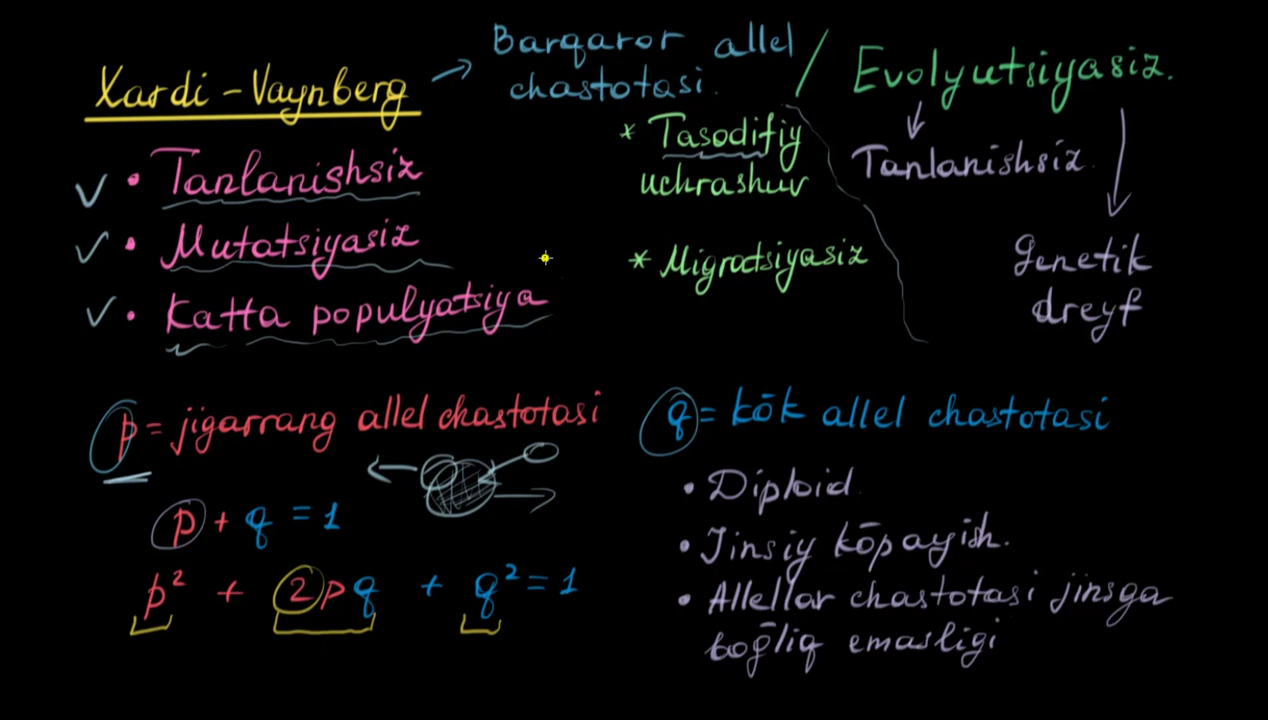 Xardi - Vaynberg
Barqaror allel
chastotasi.
/ Evolyutsiyasiz.
Tanlanishsiz.
Genetik
dreyf
• Tanlanishsiz
• Mutatsiyasiz
• Katta populyatsiya
* Tasodifiy
uchrashuv
* Migratsiyasiz
p = jigarrang allel chastotasi
p + q = 1
p² + 2pq + q² = 1
q = kōk allel chastotasi
• Diploid.
• Jinsiy kōpayish.
• Allellar chastotasi jinsga
bog̅liq emasligi